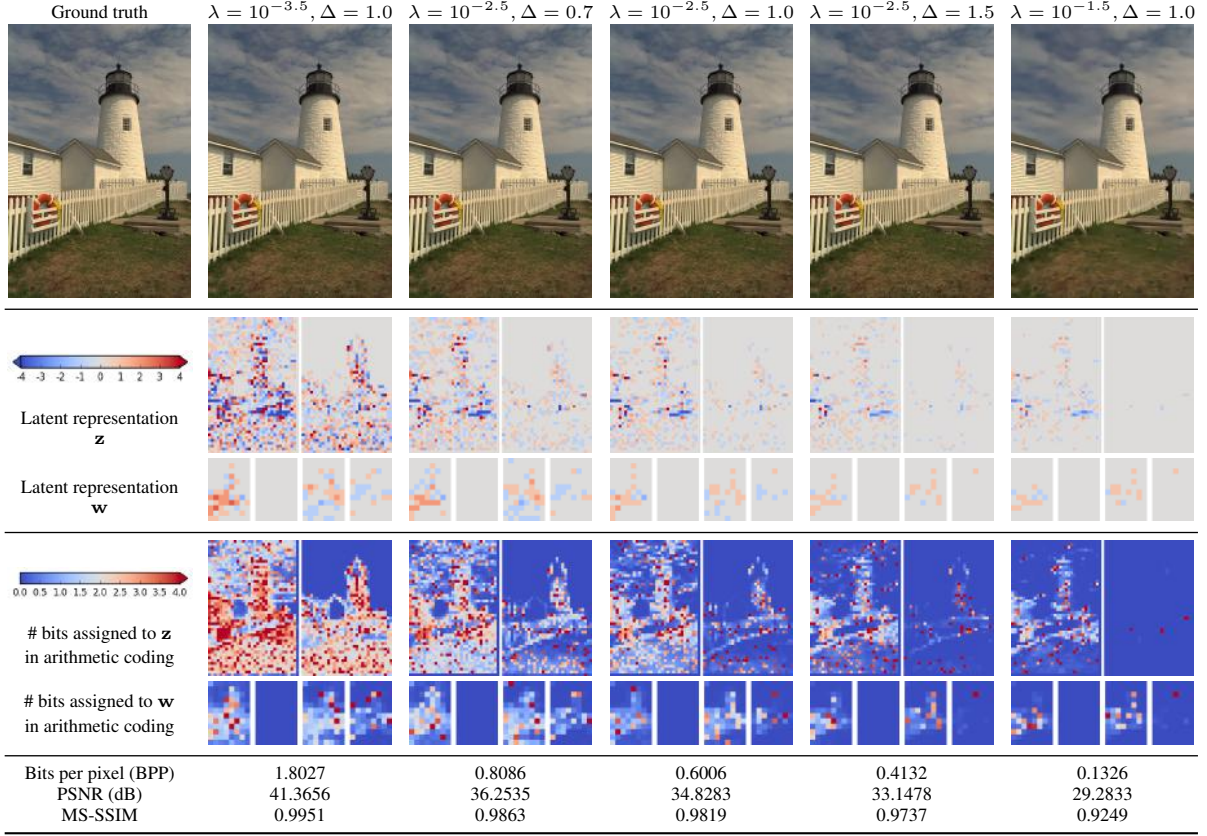 Ground truth λ = 10^−3.5, Δ = 1.0 λ = 10^−2.5, Δ = 0.7 λ = 10^−2.5, Δ = 1.0 λ = 10^−2.5, Δ = 1.5 λ = 10^−1.5, Δ = 1.0
-4 -3 -2 -1 0 1 2 3 4
Latent representation
z
Latent representation
w
0.0 0.5 1.0 1.5 2.0 2.5 3.0 3.5 4.0
# bits assigned to z
in arithmetic coding
# bits assigned to w
in arithmetic coding
Bits per pixel (BPP) 1.8027 0.8086 0.6006 0.4132 0.1326
PSNR (dB) 41.3656 36.2535 34.8283 33.1478 29.2833
MS-SSIM 0.9951 0.9863 0.9819 0.9737 0.9249